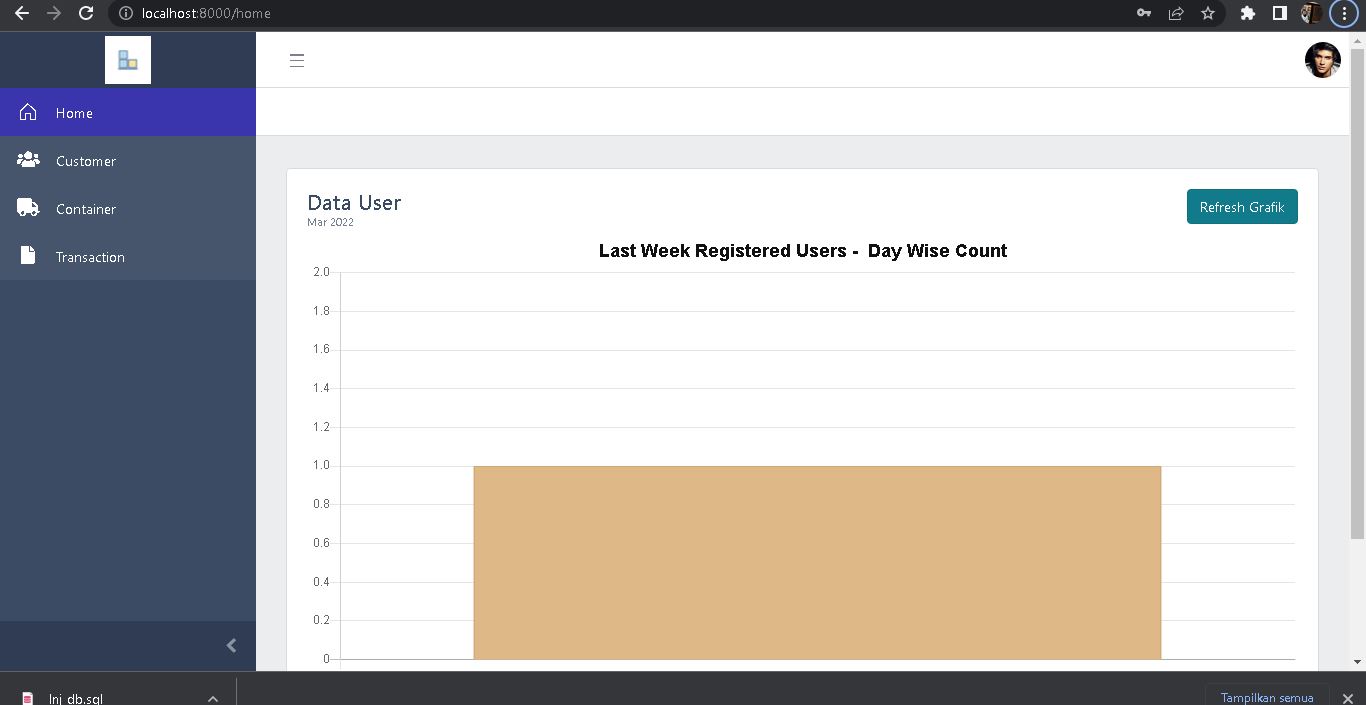 localhost:8000/home
Home
Customer
Container
Transaction
Data User
Mar 2022
Refresh Grafik
Last Week Registered Users - Day Wise Count
2.0
1.8
1.6
1.4
1.2
1.0
0.8
0.6
0.4
0.2
0
lnj_db.sql
Tampilkan semua